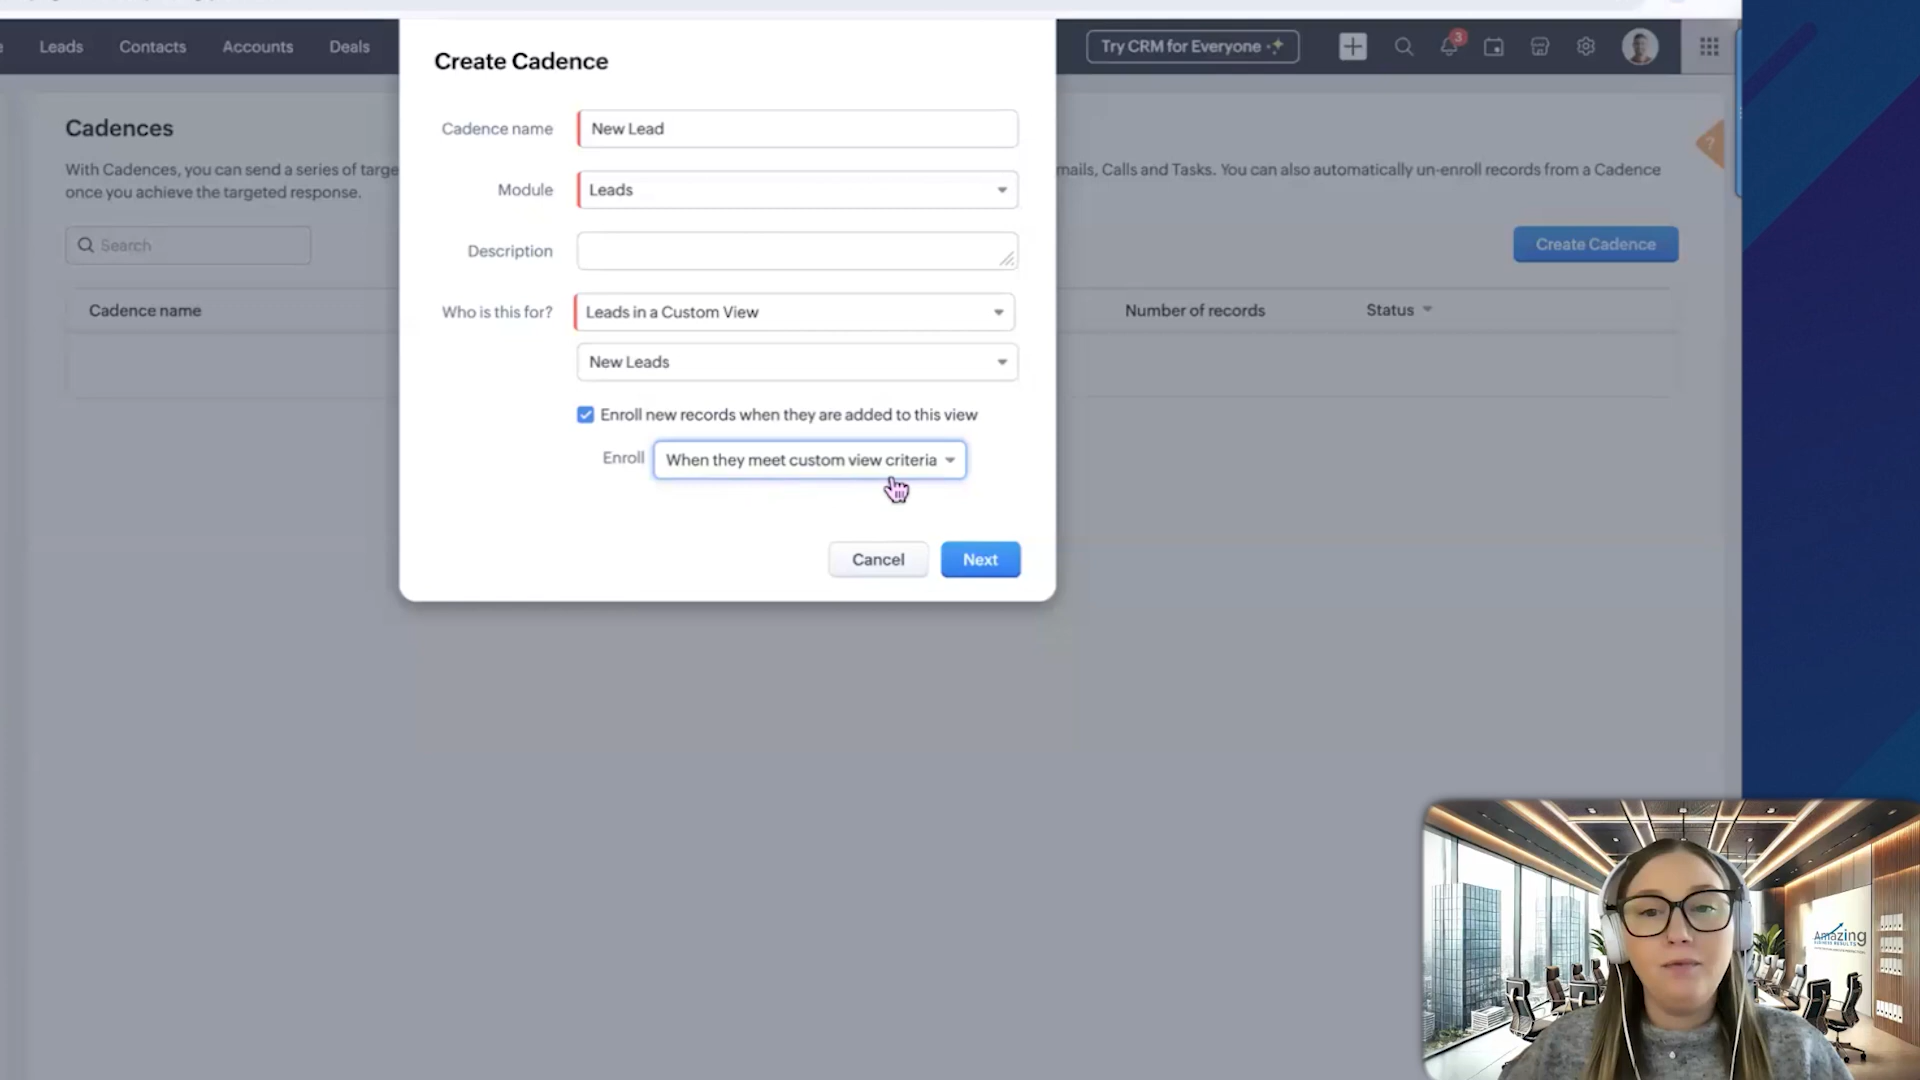 Leads Contacts Accounts Deals
Try CRM for Everyone
3
Create Cadence
Cadences
With Cadences, you can send a series of targe
once you achieve the targeted response.
mails, Calls and Tasks. You can also automatically un-enroll records from a Cadence
?
Search
Create Cadence
Cadence name
Number of records
Status
Cadence name New Lead
Module Leads
Description
Who is this for? Leads in a Custom View
New Leads
Enroll new records when they are added to this view
Enroll When they meet custom view criteria
Cancel Next
Amazing
BUSINESS RESULTS